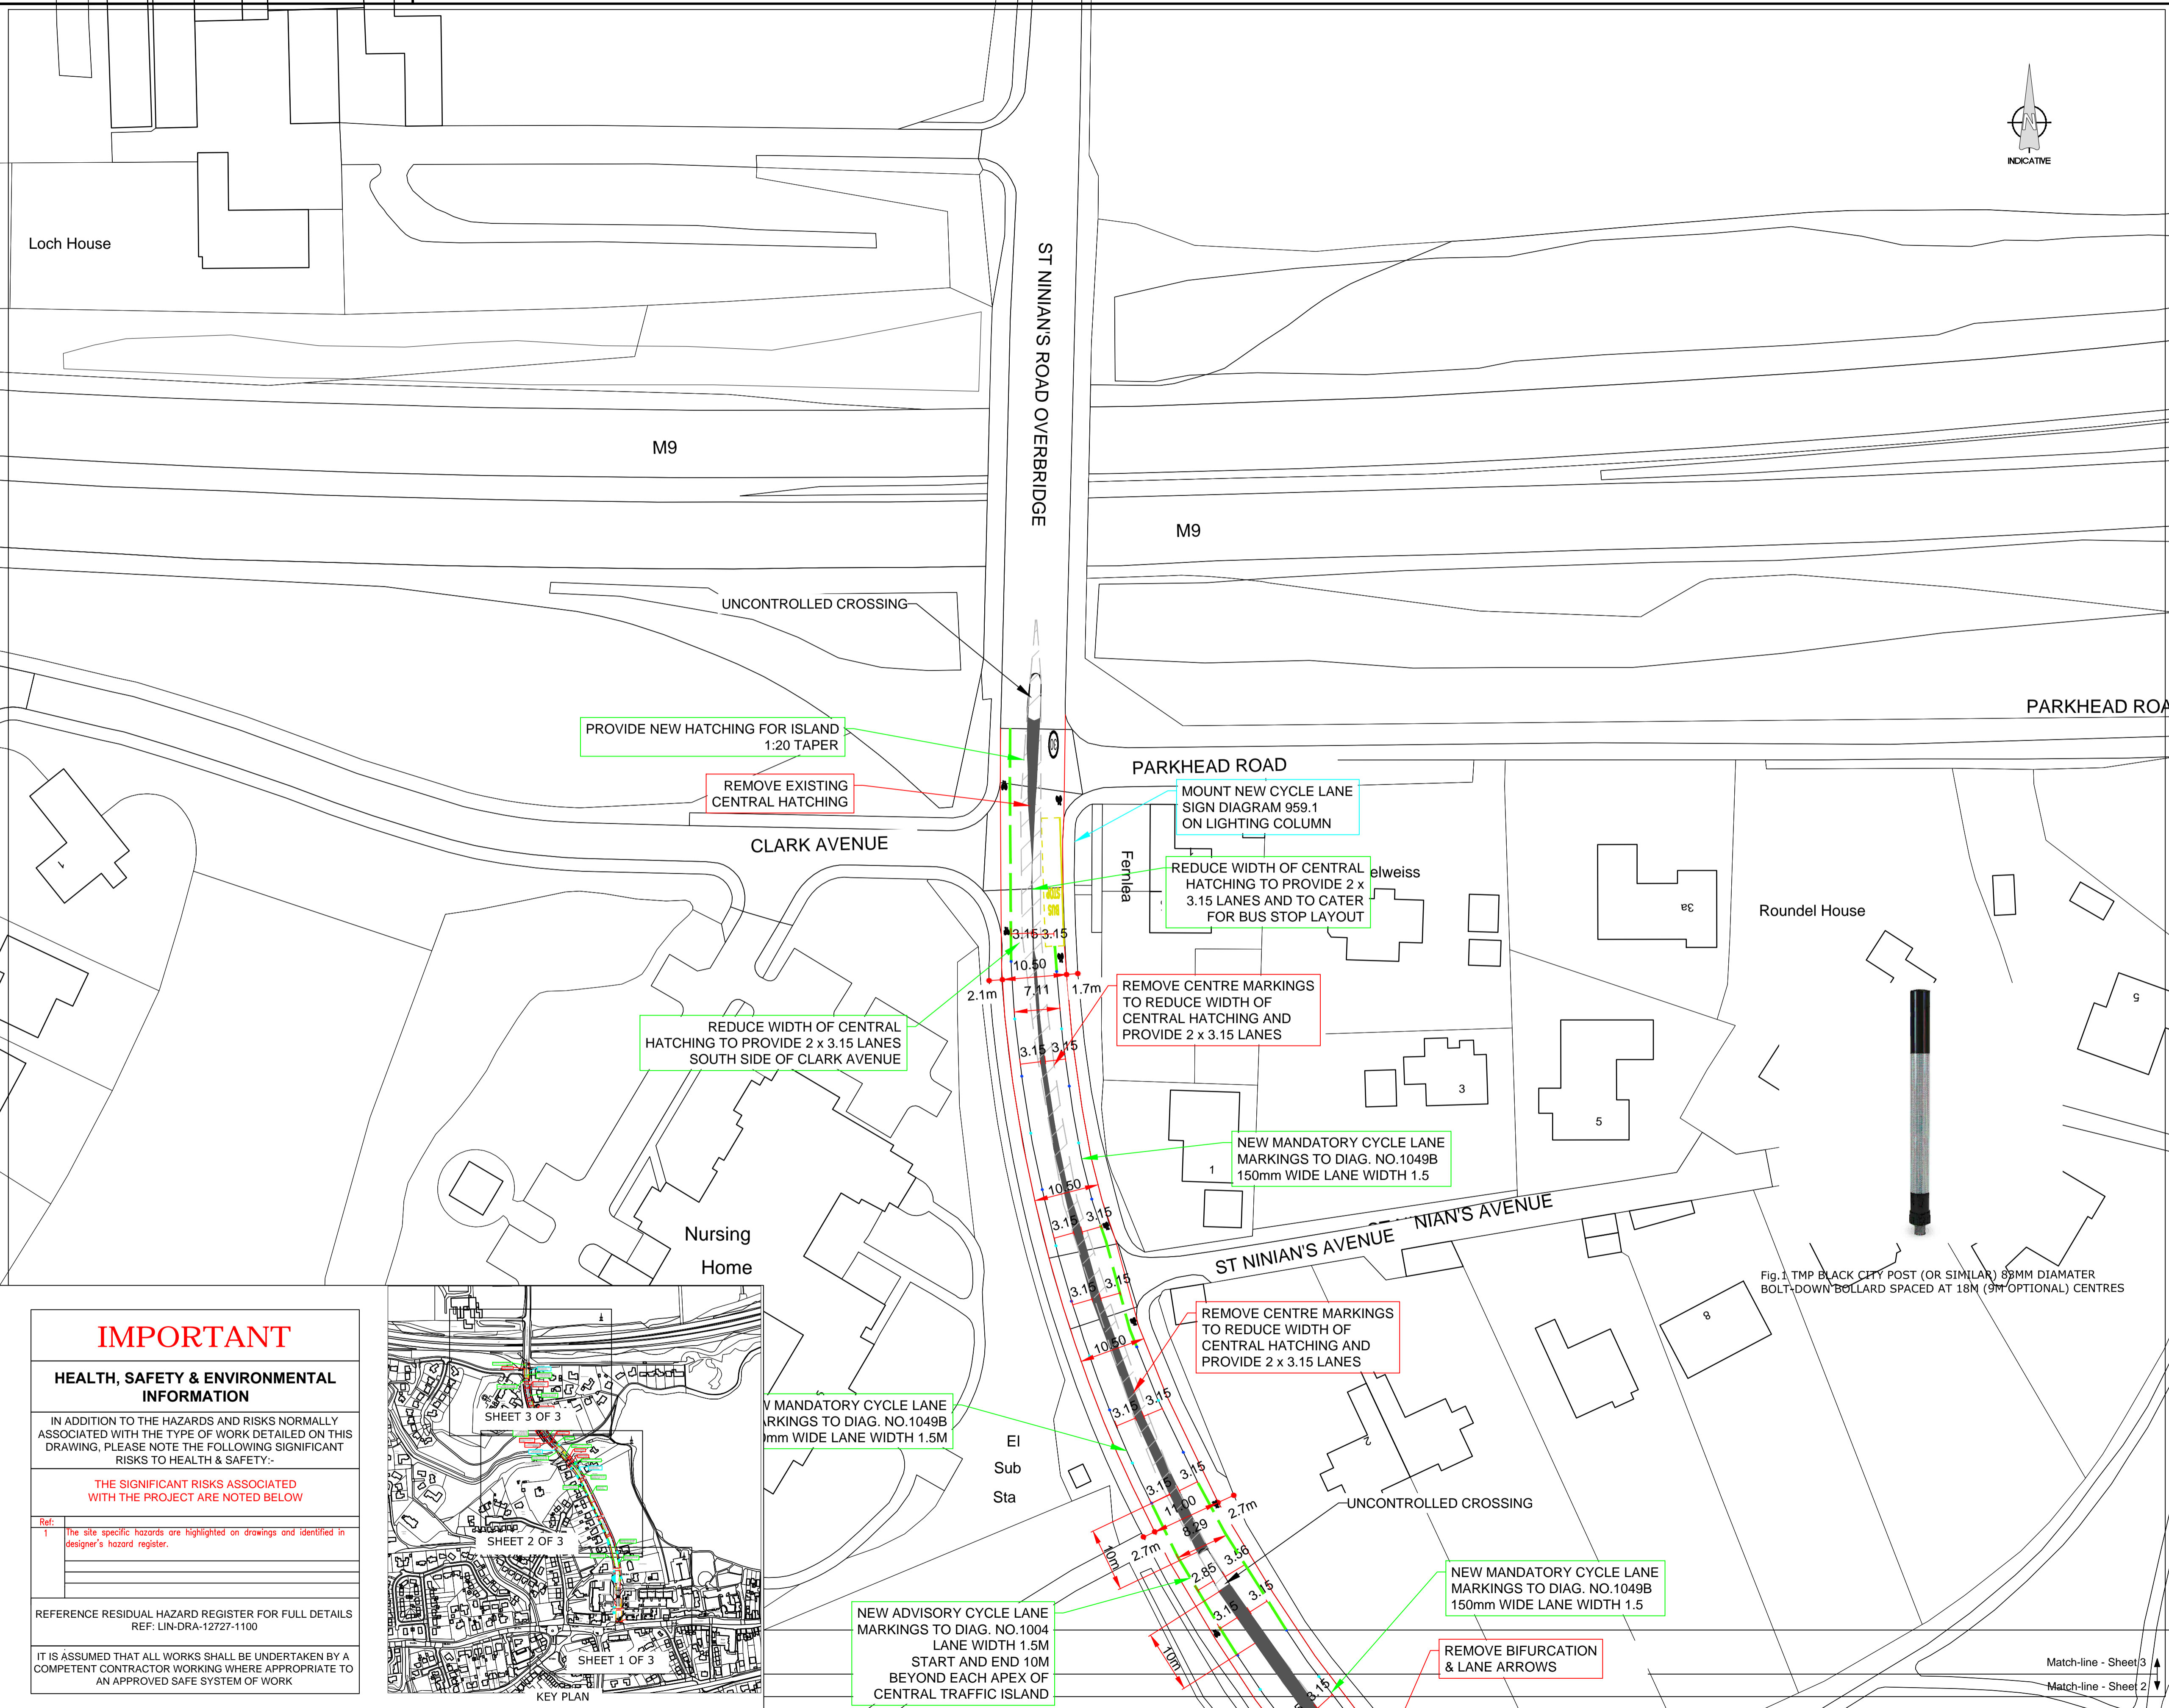 INDICATIVE
Loch House
ST NINIAN'S ROAD OVERBRIDGE
M9
M9
UNCONTROLLED CROSSING
PARKHEAD ROA
PROVIDE NEW HATCHING FOR ISLAND
1:20 TAPER
30
PARKHEAD ROAD
REMOVE EXISTING
CENTRAL HATCHING
MOUNT NEW CYCLE LANE
SIGN DIAGRAM 959.1
ON LIGHTING COLUMN
CLARK AVENUE
1
Fernlea
1
REDUCE WIDTH OF CENTRAL
HATCHING TO PROVIDE 2 x
3.15 LANES AND TO CATER
FOR BUS STOP LAYOUT
elweiss
3a
Roundel House
BUS
STOP
3.15 3.15
10.50
2.1m
7.11
1.7m
REMOVE CENTRE MARKINGS
TO REDUCE WIDTH OF
CENTRAL HATCHING AND
PROVIDE 2 x 3.15 LANES
5
REDUCE WIDTH OF CENTRAL
HATCHING TO PROVIDE 2 x 3.15 LANES
SOUTH SIDE OF CLARK AVENUE
3.15 3.15
3
5
NEW MANDATORY CYCLE LANE
MARKINGS TO DIAG. NO.1049B
150mm WIDE LANE WIDTH 1.5
1
10.50
3.15 3.15
NIAN'S AVENUE
ST NINIAN'S AVENUE
Nursing
Home
3.15 3.15
Fig.1 TMP BLACK CITY POST (OR SIMILAR) 83MM DIAMATER
BOLT-DOWN BOLLARD SPACED AT 18M (9M OPTIONAL) CENTRES
8
REMOVE CENTRE MARKINGS
TO REDUCE WIDTH OF
CENTRAL HATCHING AND
PROVIDE 2 x 3.15 LANES
10.50
3.15 3.15
W MANDATORY CYCLE LANE
ARKINGS TO DIAG. NO.1049B
0mm WIDE LANE WIDTH 1.5M
2
El
Sub
Sta
3.15 3.15
11.00
8.29
2.7m
2.7m
UNCONTROLLED CROSSING
10m
2.85 3.56
3.15 3.15
10m
NEW MANDATORY CYCLE LANE
MARKINGS TO DIAG. NO.1049B
150mm WIDE LANE WIDTH 1.5
NEW ADVISORY CYCLE LANE
MARKINGS TO DIAG. NO.1004
LANE WIDTH 1.5M
START AND END 10M
BEYOND EACH APEX OF
CENTRAL TRAFFIC ISLAND
REMOVE BIFURCATION
& LANE ARROWS
3.15
Match-line - Sheet 3
Match-line - Sheet 2
IMPORTANT
HEALTH, SAFETY & ENVIRONMENTAL
INFORMATION
IN ADDITION TO THE HAZARDS AND RISKS NORMALLY
ASSOCIATED WITH THE TYPE OF WORK DETAILED ON THIS
DRAWING, PLEASE NOTE THE FOLLOWING SIGNIFICANT
RISKS TO HEALTH & SAFETY:-
THE SIGNIFICANT RISKS ASSOCIATED
WITH THE PROJECT ARE NOTED BELOW
Ref:
1 The site specific hazards are highlighted on drawings and identified in
designer's hazard register.
REFERENCE RESIDUAL HAZARD REGISTER FOR FULL DETAILS
REF: LIN-DRA-12727-1100
IT IS ASSUMED THAT ALL WORKS SHALL BE UNDERTAKEN BY A
COMPETENT CONTRACTOR WORKING WHERE APPROPRIATE TO
AN APPROVED SAFE SYSTEM OF WORK
SHEET 3 OF 3
SHEET 2 OF 3
SHEET 1 OF 3
KEY PLAN